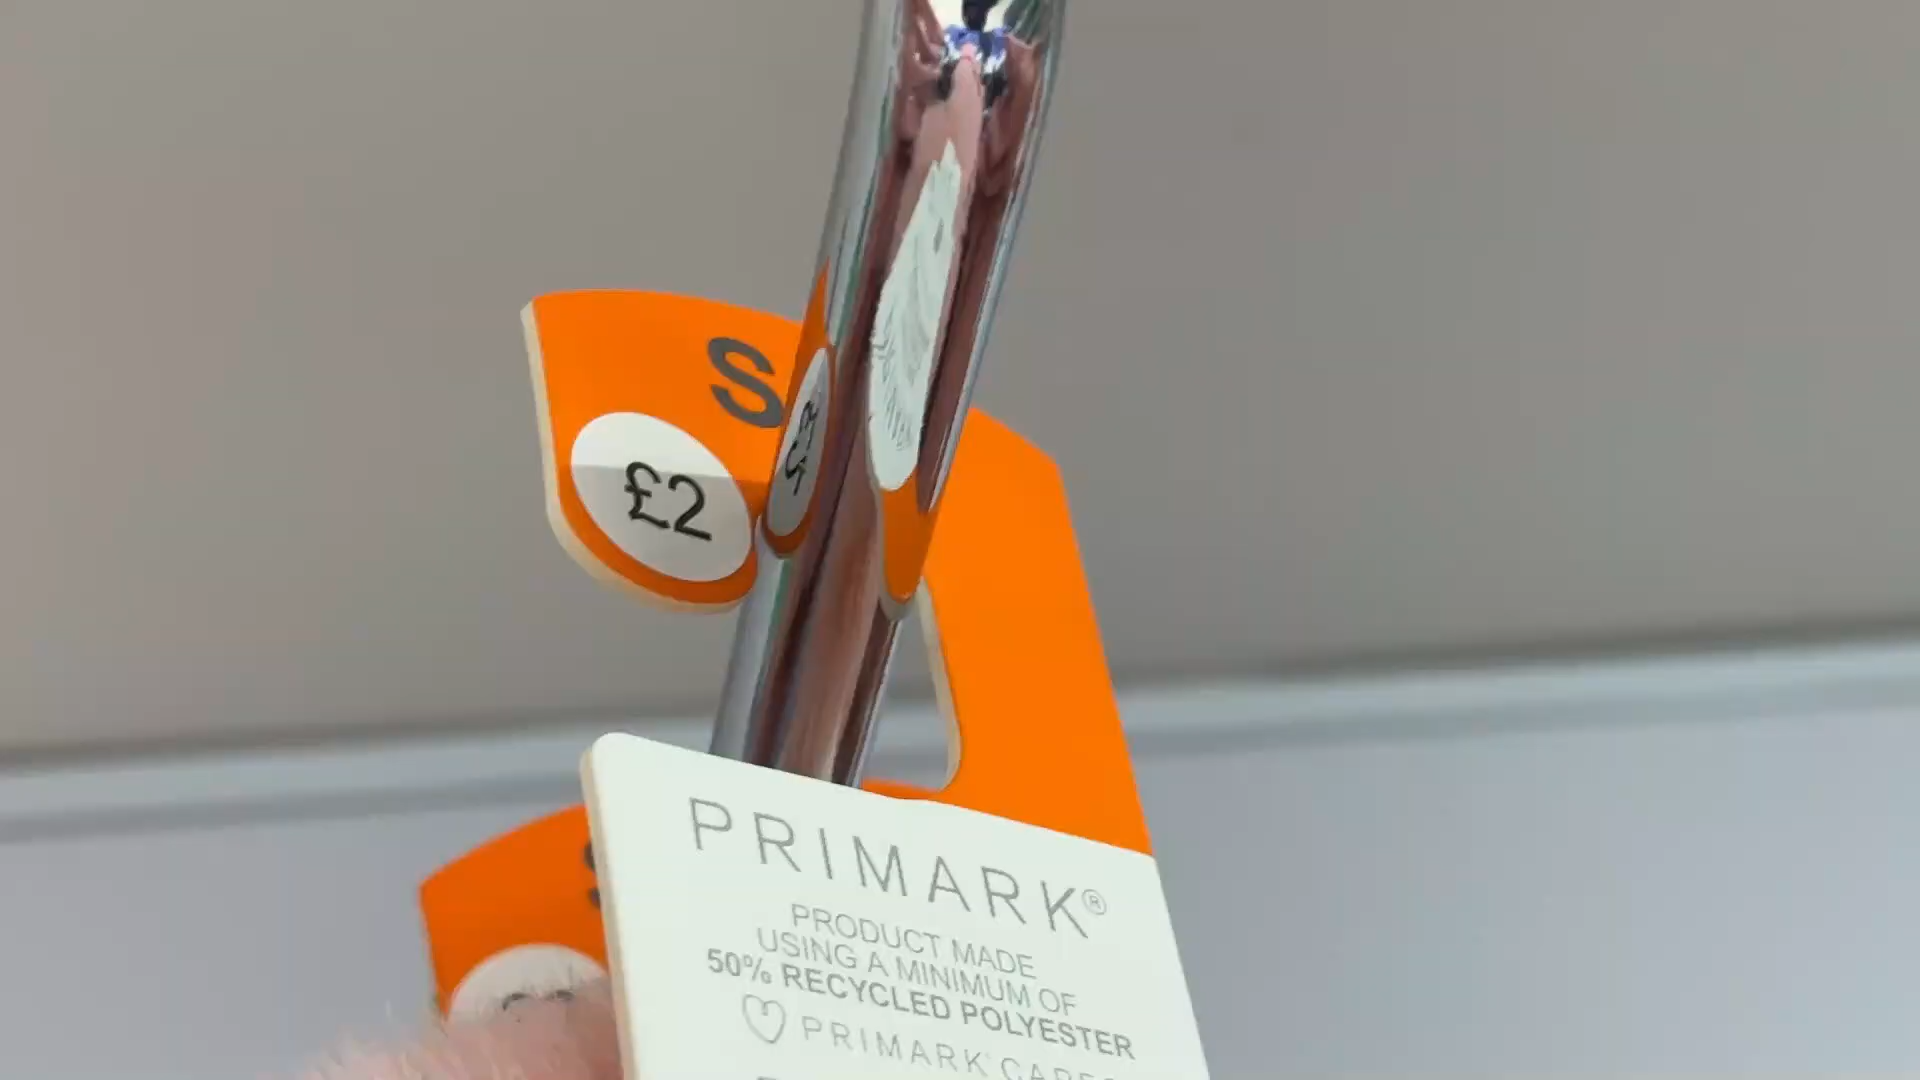 S
£2
PRIMARK®
PRODUCT MADE
USING A MINIMUM OF
50% RECYCLED POLYESTER
PRIMARK CARES